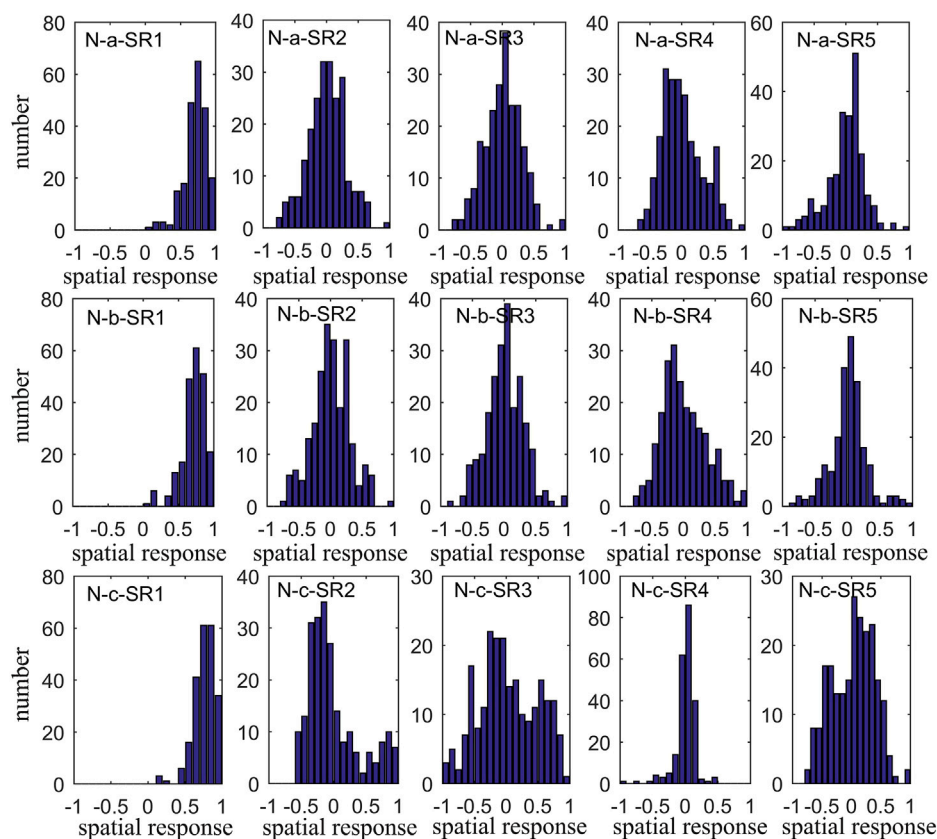 80 N-a-SR1 40 N-a-SR2 40 N-a-SR3 40 N-a-SR4 60 N-a-SR5
60 30 30 30
40
40 20 20 20
20
20 10 10 10
number
0 0 0 0 0
-1 -0.5 0 0.5 1 -1 -0.5 0 0.5 1 -1 -0.5 0 0.5 1 -1 -0.5 0 0.5 1 -1 -0.5 0 0.5 1
spatial response spatial response spatial response spatial response spatial response
80 N-b-SR1 40 N-b-SR2 40 N-b-SR3 40 N-b-SR4 60 N-b-SR5
60 30 30 30
40
40 20 20 20
20
20 10 10 10
number
0 0 0 0 0
-1 -0.5 0 0.5 1 -1 -0.5 0 0.5 1 -1 -0.5 0 0.5 1 -1 -0.5 0 0.5 1 -1 -0.5 0 0.5 1
spatial response spatial response spatial response spatial response spatial response
80 N-c-SR1 40 N-c-SR2 30 N-c-SR3 100 N-c-SR4 30 N-c-SR5
80
60 30
20 60 20
40 20
40
10 10
20 10 20
number
0 0 0 0 0
-1 -0.5 0 0.5 1 -1 -0.5 0 0.5 1 -1 -0.5 0 0.5 1 -1 -0.5 0 0.5 1 -1 -0.5 0 0.5 1
spatial response spatial response spatial response spatial response spatial response